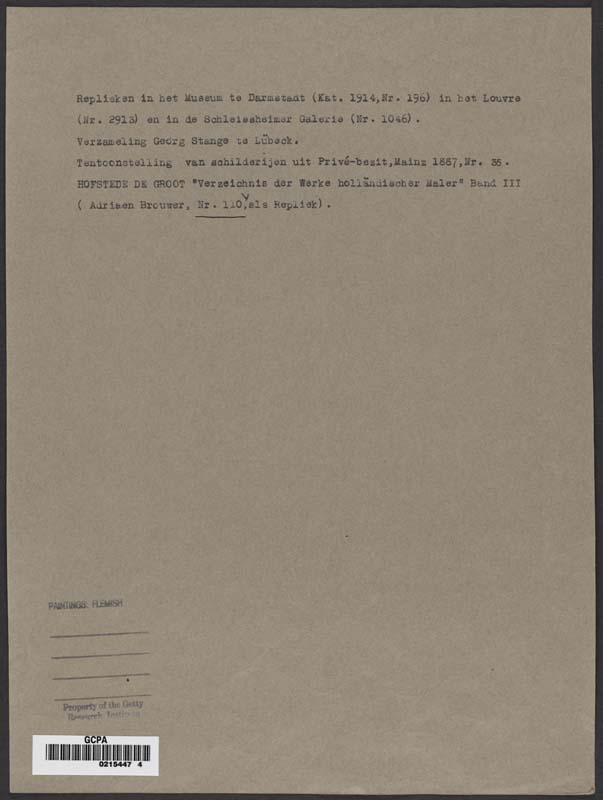 Replieken in het Museum te Darmstadt (Kat. 1914,Nr. 196) in het Louvre
(Nr. 2913) en in de Schleissheimer Galerie (Nr. 1046).
Verzameling Georg Stange te Lübeck.
Tentoonstelling van schilderijen uit Privé-bezit,Mainz 1887,Nr. 35.
HOFSTEDE DE GROOT "Verzeichnis der Werke holländischer Maler" Band III
( Adriaen Brouwer, Nr. 110,als Repliek).
PAINTINGS: FLEMISH
Property of the Getty
Research Institute
GCPA
0215447 4